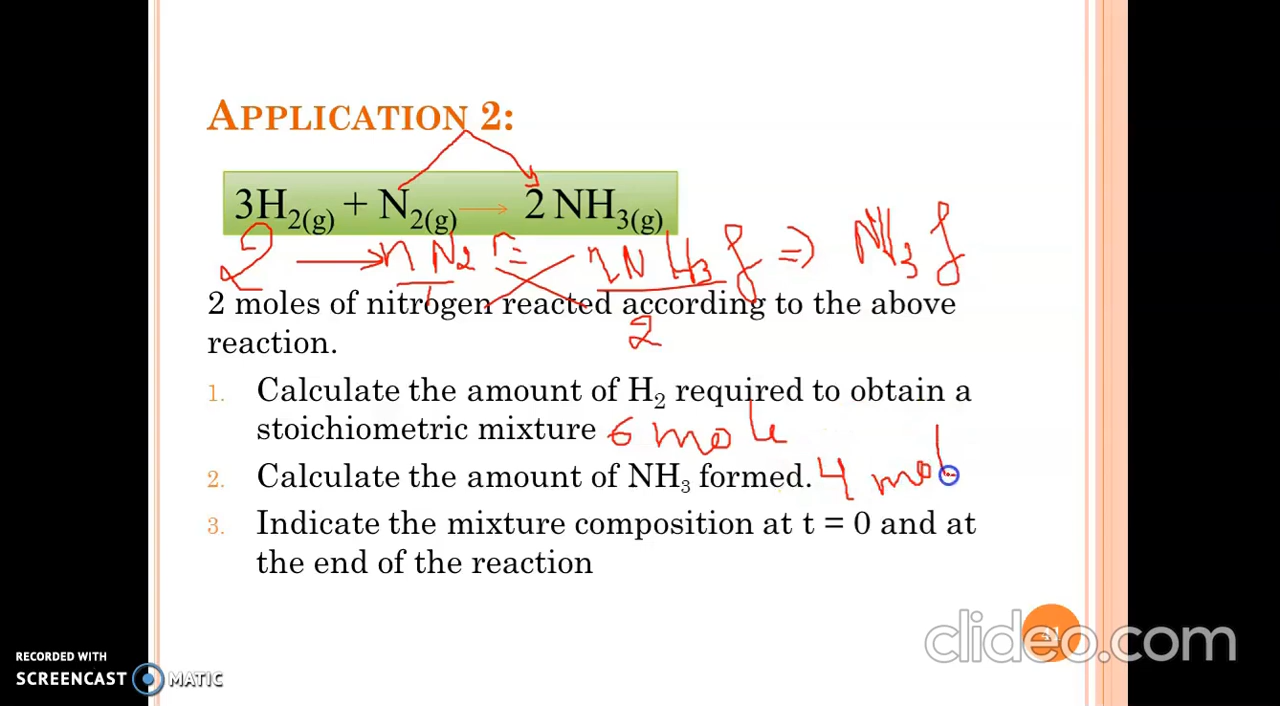 APPLICATION 2:
3H2(g) + N2(g) → 2 NH3(g)
2 → n N2 r = n NH3 f ⇒ NH3 f
1 2
2 moles of nitrogen reacted according to the above
reaction.
1. Calculate the amount of H2 required to obtain a
stoichiometric mixture 6 mole
2. Calculate the amount of NH3 formed. 4 mol
3. Indicate the mixture composition at t = 0 and at
the end of the reaction
41
clideo.com
RECORDED WITH
SCREENCAST MATIC